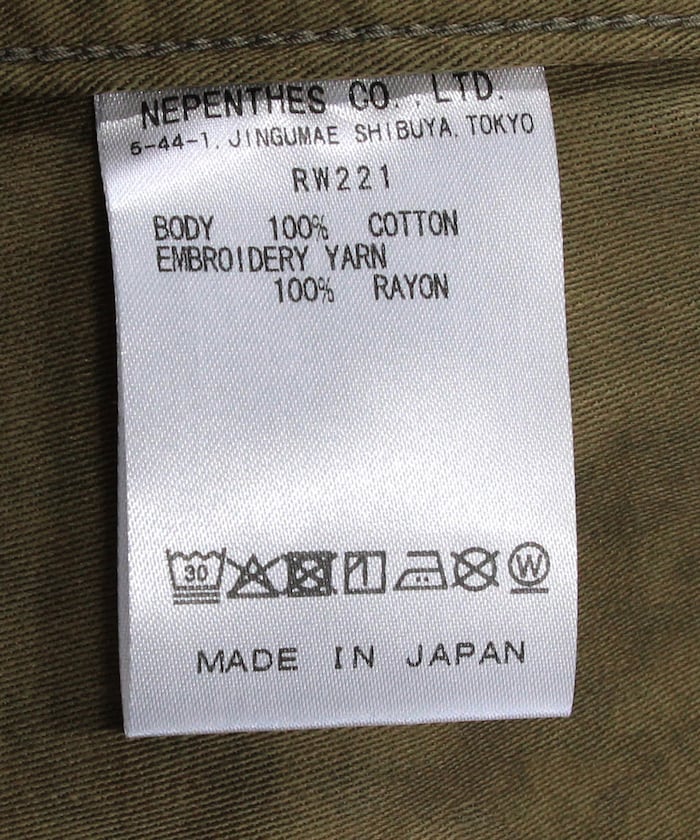 NEPENTHES CO., LTD.
6-44-1, JINGUMAE SHIBUYA, TOKYO
RW221
BODY 100% COTTON
EMBROIDERY YARN
100% RAYON
30
W
MADE IN JAPAN